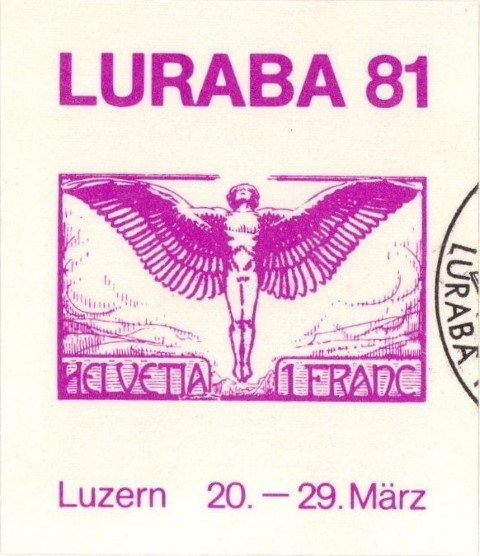 LURABA 81
HELVETIA 1 FRANC
Luzern 20. – 29. März
LURABA